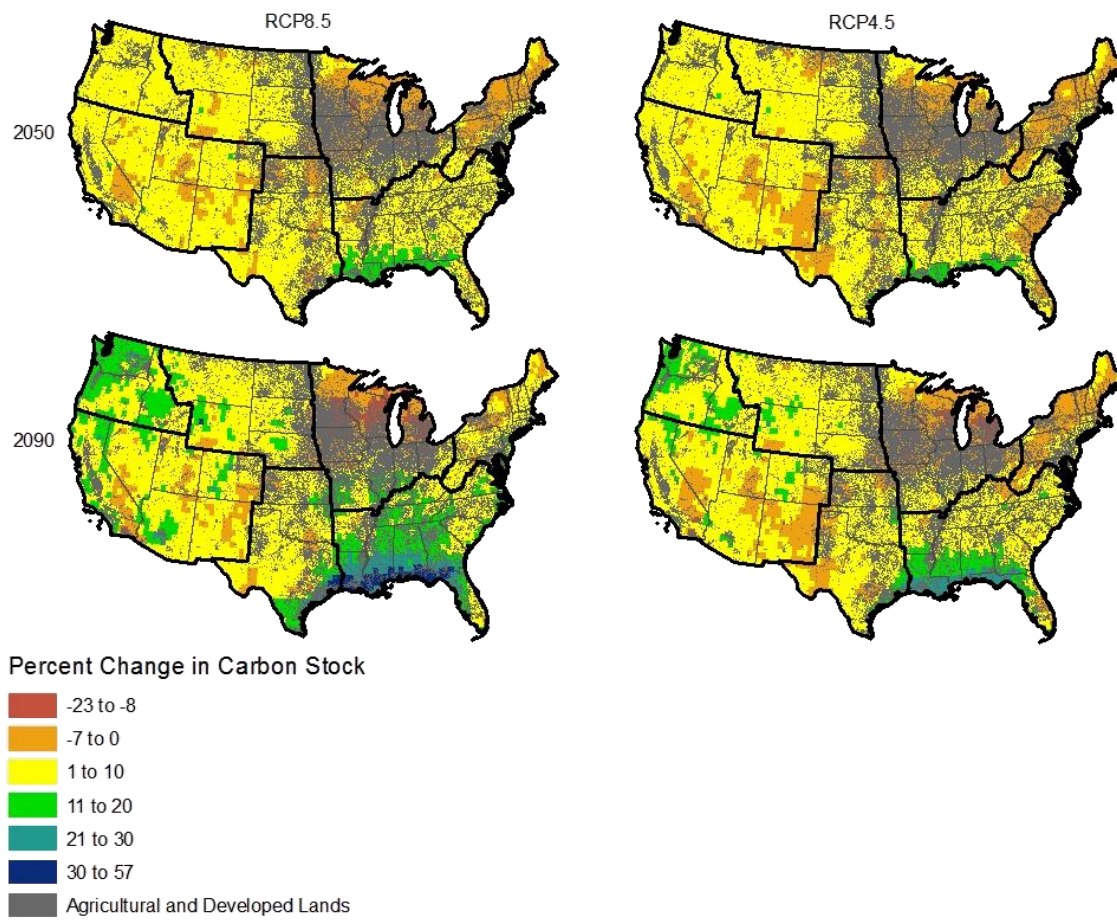 RCP8.5
RCP4.5
2050
2090
Percent Change in Carbon Stock
-23 to -8
-7 to 0
1 to 10
11 to 20
21 to 30
30 to 57
Agricultural and Developed Lands